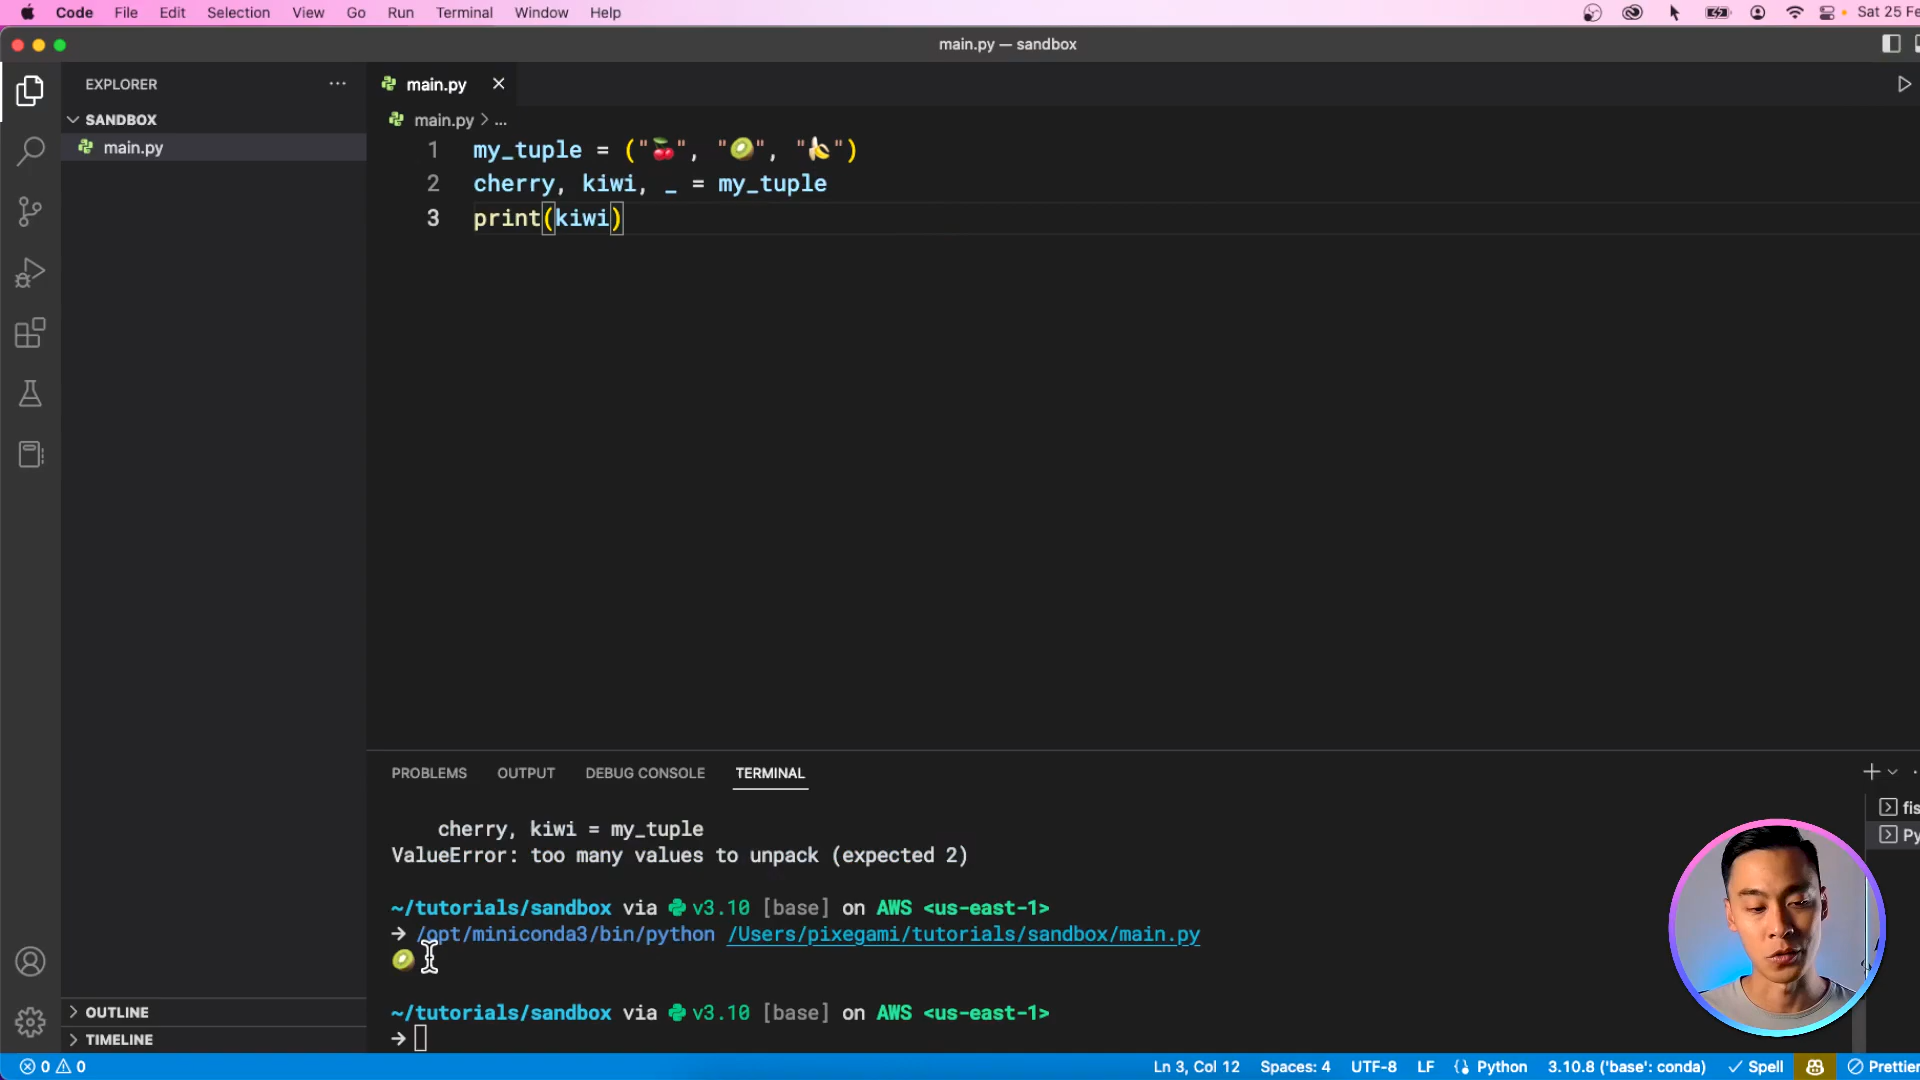 Code File Edit Selection View Go Run Terminal Window Help Sat 25 Fe
main.py — sandbox
EXPLORER
main.py
SANDBOX
main.py > ...
main.py
1 my_tuple = ("🍒", "🥝", "🍌")
2 cherry, kiwi, _ = my_tuple
3 print(kiwi)
PROBLEMS OUTPUT DEBUG CONSOLE TERMINAL
cherry, kiwi = my_tuple
ValueError: too many values to unpack (expected 2)
~/tutorials/sandbox via v3.10 [base] on AWS <us-east-1>
→ /opt/miniconda3/bin/python /Users/pixegami/tutorials/sandbox/main.py
🥝
~/tutorials/sandbox via v3.10 [base] on AWS <us-east-1>
→
fis
Py
OUTLINE
TIMELINE
0 0 Ln 3, Col 12 Spaces: 4 UTF-8 LF Python 3.10.8 ('base': conda) Spell Prettier